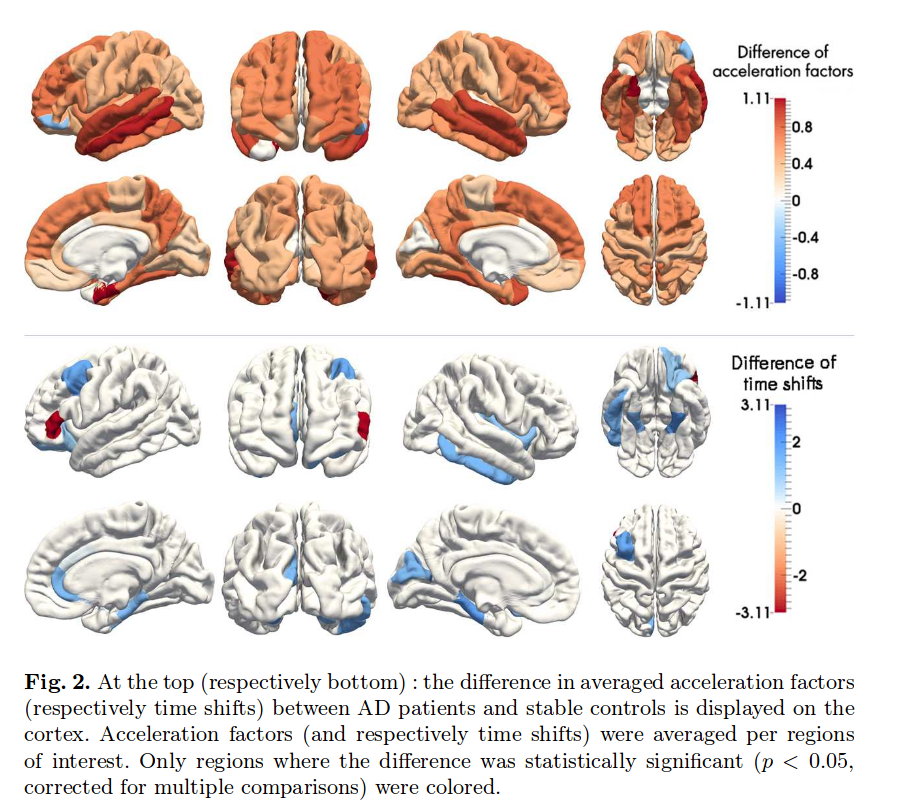 Difference of
acceleration factors
1.11
0.8
0.4
0
-0.4
-0.8
-1.11
Difference of
time shifts
3.11
2
0
-2
-3.11
Fig. 2. At the top (respectively bottom) : the difference in averaged acceleration factors
(respectively time shifts) between AD patients and stable controls is displayed on the
cortex. Acceleration factors (and respectively time shifts) were averaged per regions
of interest. Only regions where the difference was statistically significant (p < 0.05,
corrected for multiple comparisons) were colored.